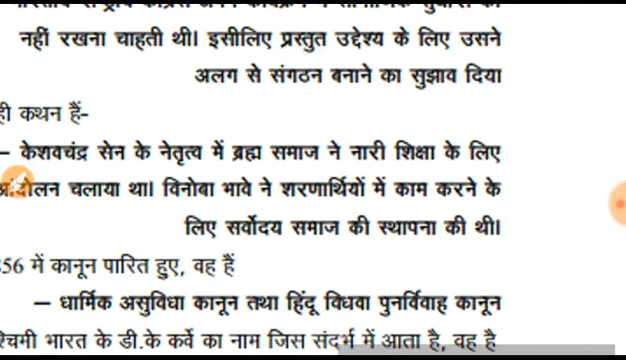 नहीं रखना चाहती थी। इसीलिए प्रस्तुत उद्देश्य के लिए उसने
अलग से संगठन बनाने का सुझाव दिया
ही कथन हैं-
– केशवचंद्र सेन के नेतृत्व में ब्रह्म समाज ने नारी शिक्षा के लिए
आंदोलन चलाया था। विनोबा भावे ने शरणार्थियों में काम करने के
लिए सर्वोदय समाज की स्थापना की थी।
856 में कानून पारित हुए, वह हैं
– धार्मिक असुविधा कानून तथा हिंदू विधवा पुनर्विवाह कानून
श्चिमी भारत के डी.के कर्वे का नाम जिस संदर्भ में आता है, वह है